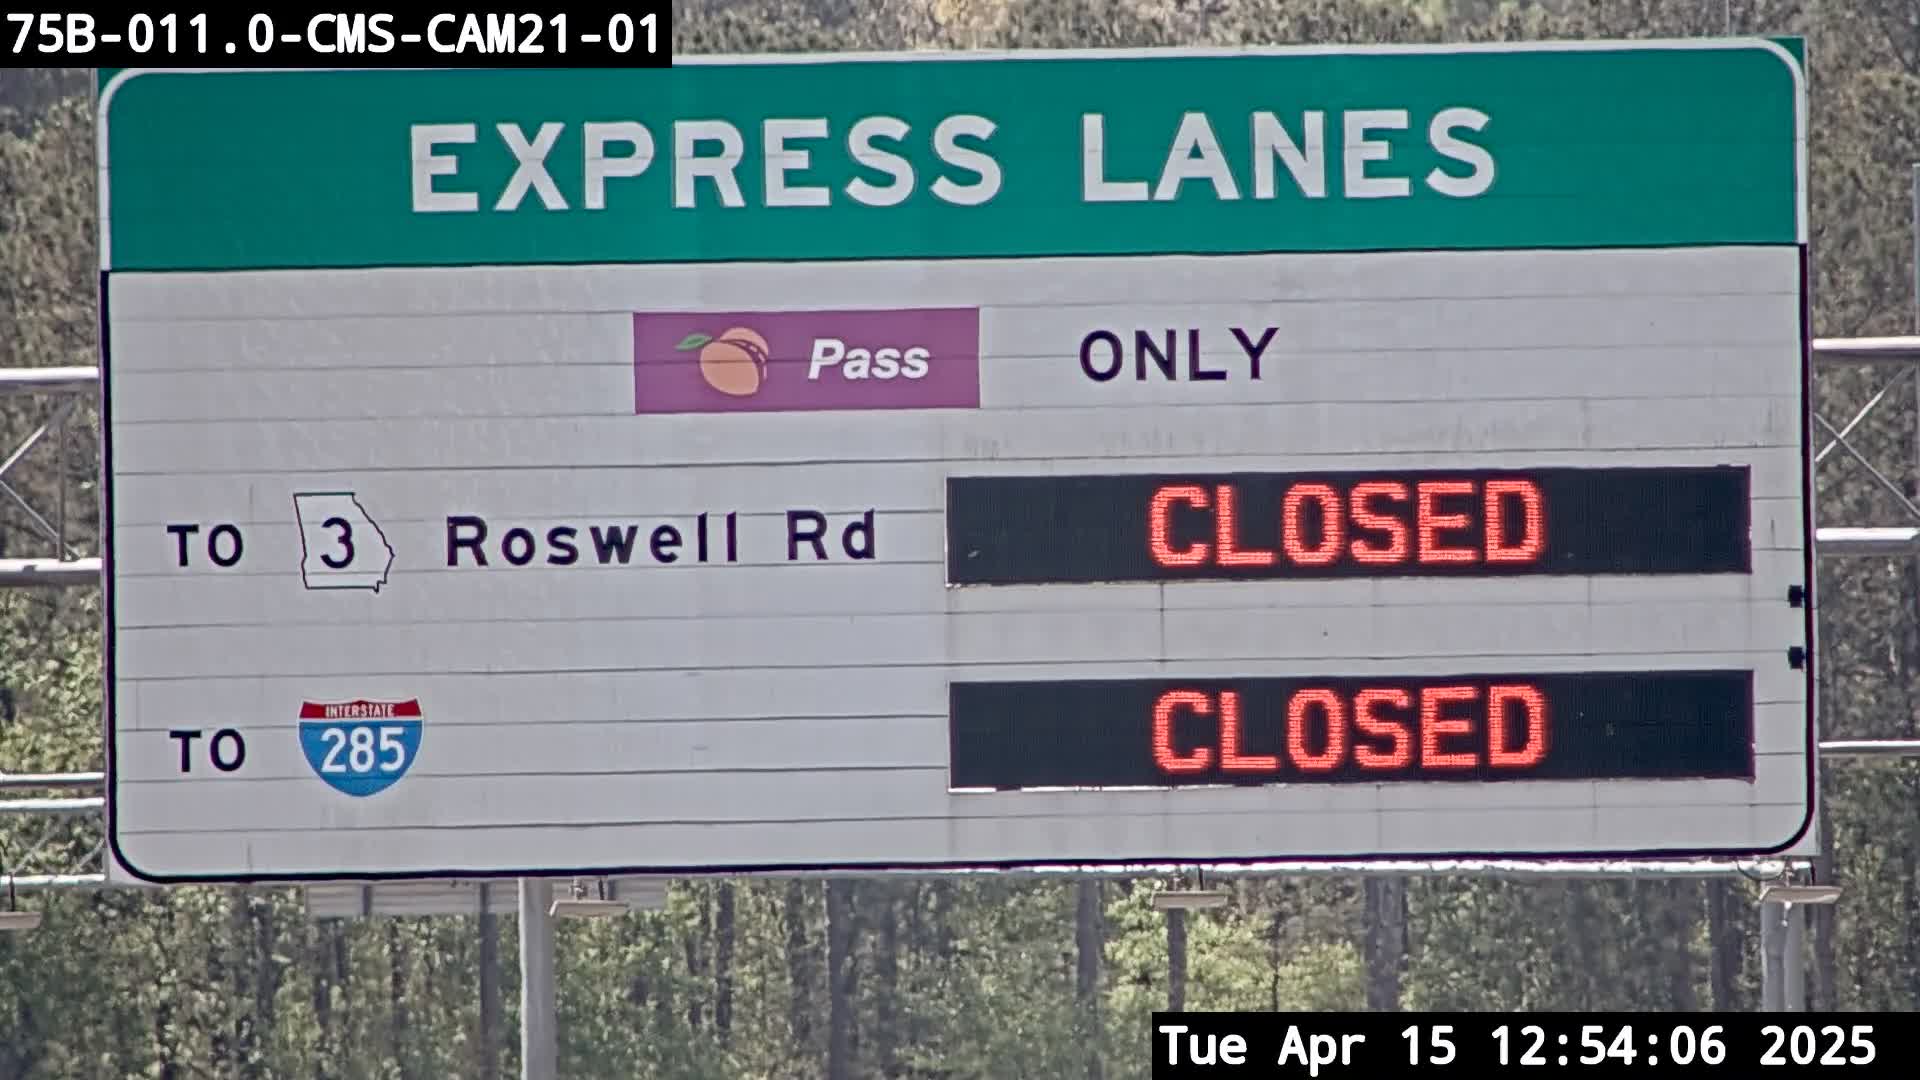 75B-011.0-CMS-CAM21-01
EXPRESS LANES
Pass ONLY
TO 3 Roswell Rd CLOSED
INTERSTATE
TO 285 CLOSED
Tue Apr 15 12:54:06 2025